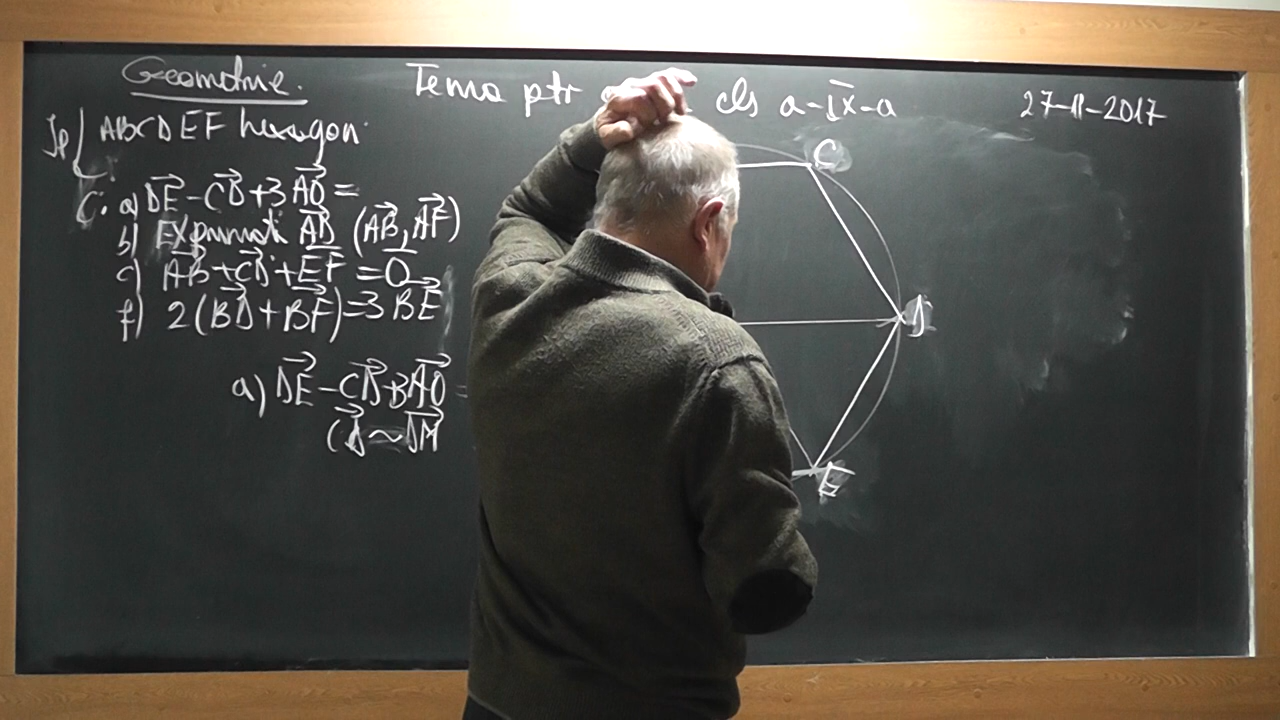 Geometrie. Tema ptr cls a-IX-a 27-11-2017
Ip ABCDEF hexagon
C: a) DE⃗ - CD⃗ + 3 AO⃗ =
b) Exprimati AD⃗ (AB⃗, AF⃗)
c) AB⃗ + CD⃗ + EF⃗ = 0⃗
f) 2(BD⃗ + BF⃗) = 3 BE⃗
a) DE⃗ - CD⃗ + 3 AO⃗ =
CD⃗ ~ DM⃗
C
D
E